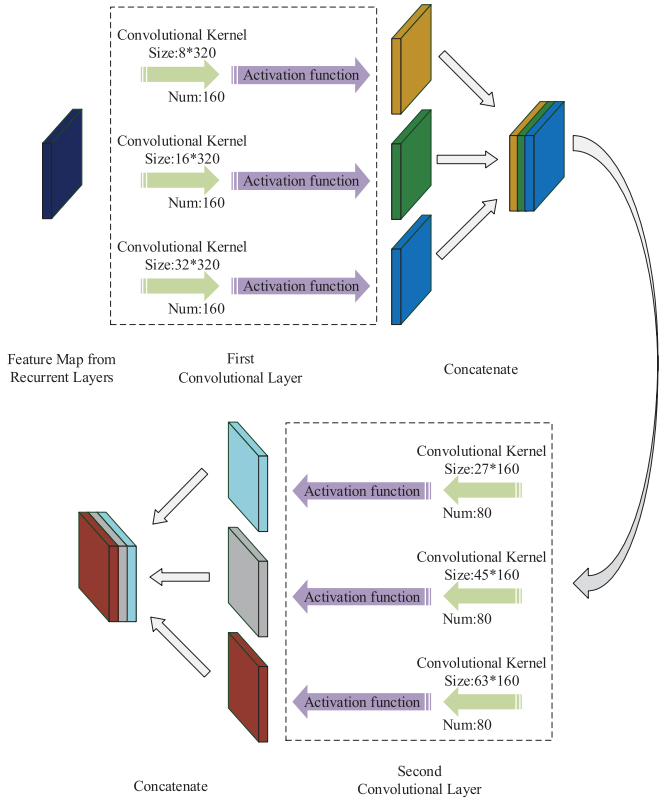 Convolutional Kernel
Size:8*320
Activation function
Num:160
Convolutional Kernel
Size:16*320
Activation function
Num:160
Convolutional Kernel
Size:32*320
Activation function
Num:160
Feature Map from
Recurrent Layers
First
Convolutional Layer
Concatenate
Convolutional Kernel
Size:27*160
Activation function
Num:80
Convolutional Kernel
Size:45*160
Activation function
Num:80
Convolutional Kernel
Size:63*160
Activation function
Num:80
Concatenate
Second
Convolutional Layer